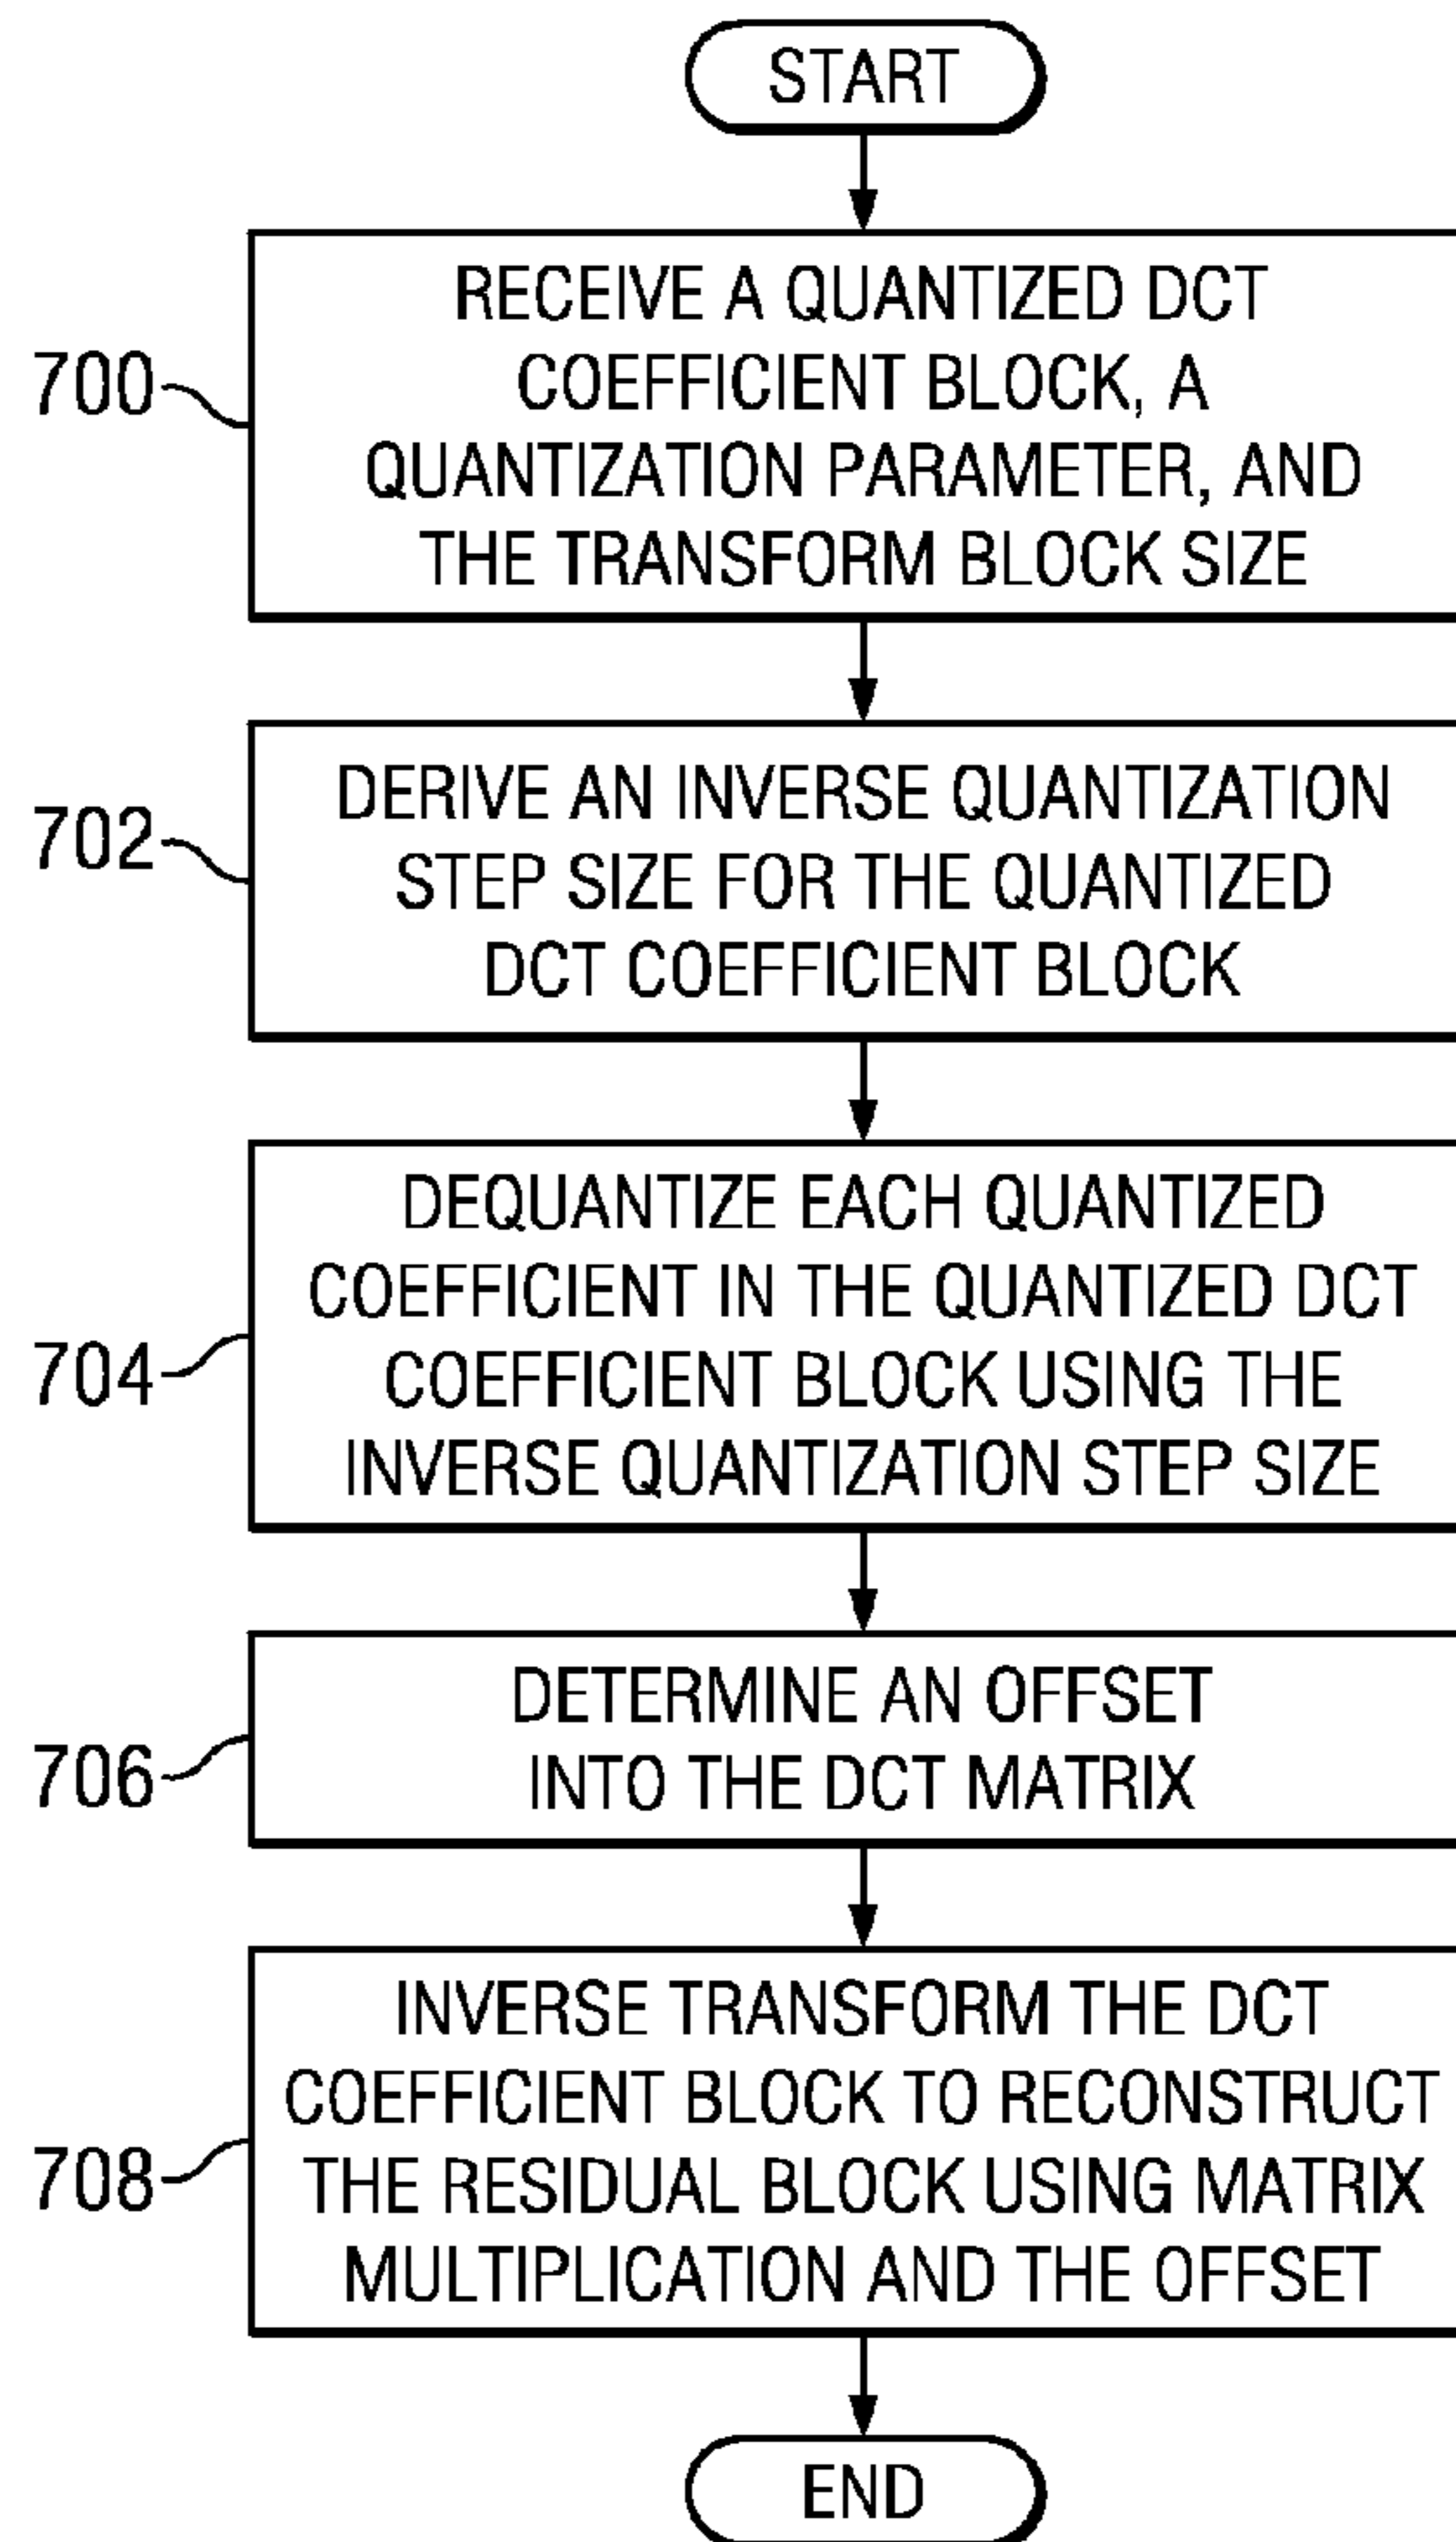 START
700
RECEIVE A QUANTIZED DCT
COEFFICIENT BLOCK, A
QUANTIZATION PARAMETER, AND
THE TRANSFORM BLOCK SIZE
702
DERIVE AN INVERSE QUANTIZATION
STEP SIZE FOR THE QUANTIZED
DCT COEFFICIENT BLOCK
704
DEQUANTIZE EACH QUANTIZED
COEFFICIENT IN THE QUANTIZED DCT
COEFFICIENT BLOCK USING THE
INVERSE QUANTIZATION STEP SIZE
706
DETERMINE AN OFFSET
INTO THE DCT MATRIX
708
INVERSE TRANSFORM THE DCT
COEFFICIENT BLOCK TO RECONSTRUCT
THE RESIDUAL BLOCK USING MATRIX
MULTIPLICATION AND THE OFFSET
END